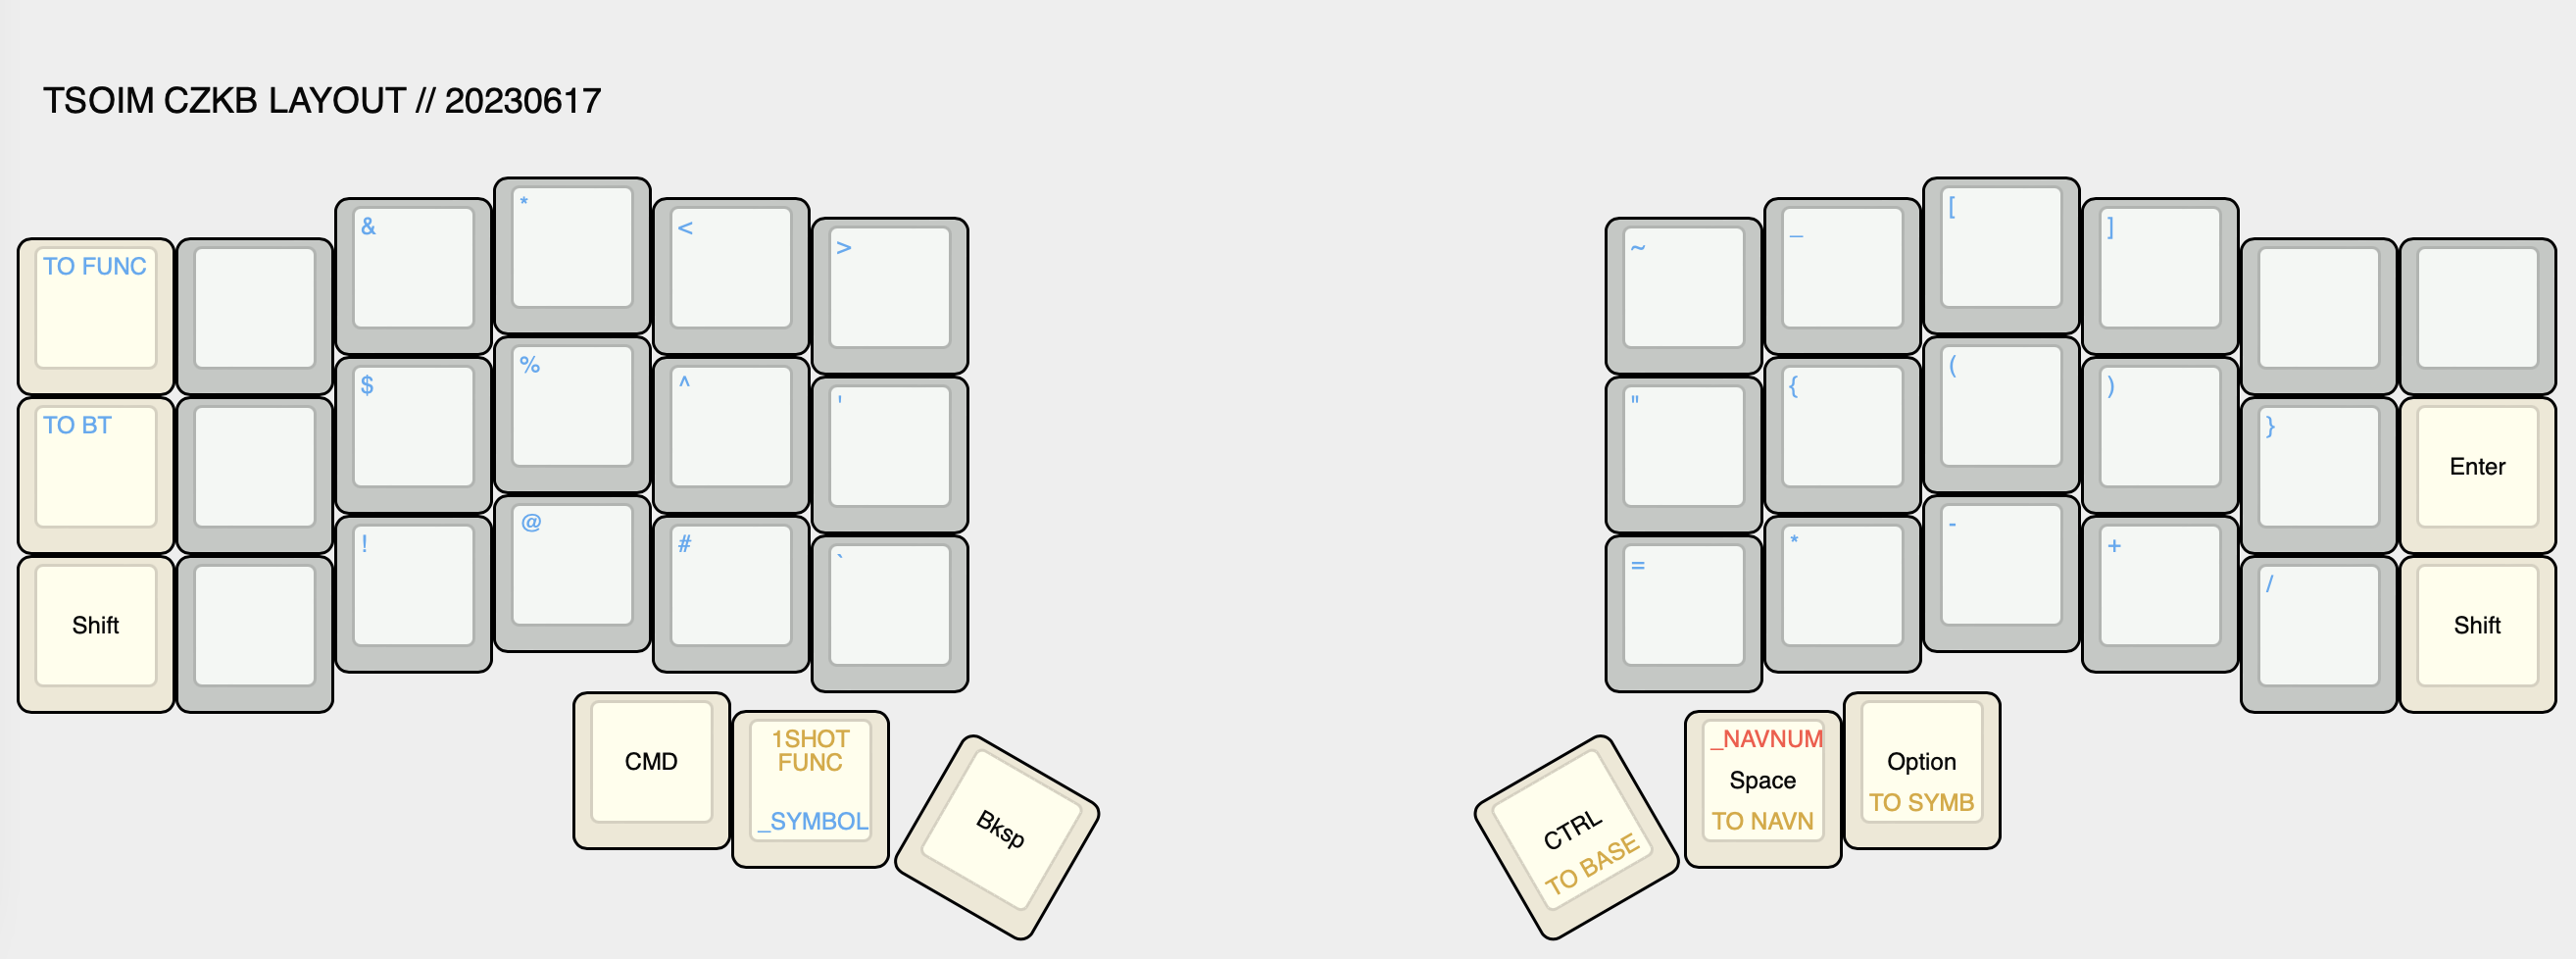 TSOIM CZKB LAYOUT // 20230617
TO FUNC
&
*
<
>
~
_
[
]
TO BT
$
%
^
'
"
{
(
)
}
Enter
Shift
!
@
#
`
=
*
-
+
/
Shift
CMD
1SHOT
FUNC
_SYMBOL
Bksp
CTRL
TO BASE
_NAVNUM
Space
TO NAVN
Option
TO SYMB